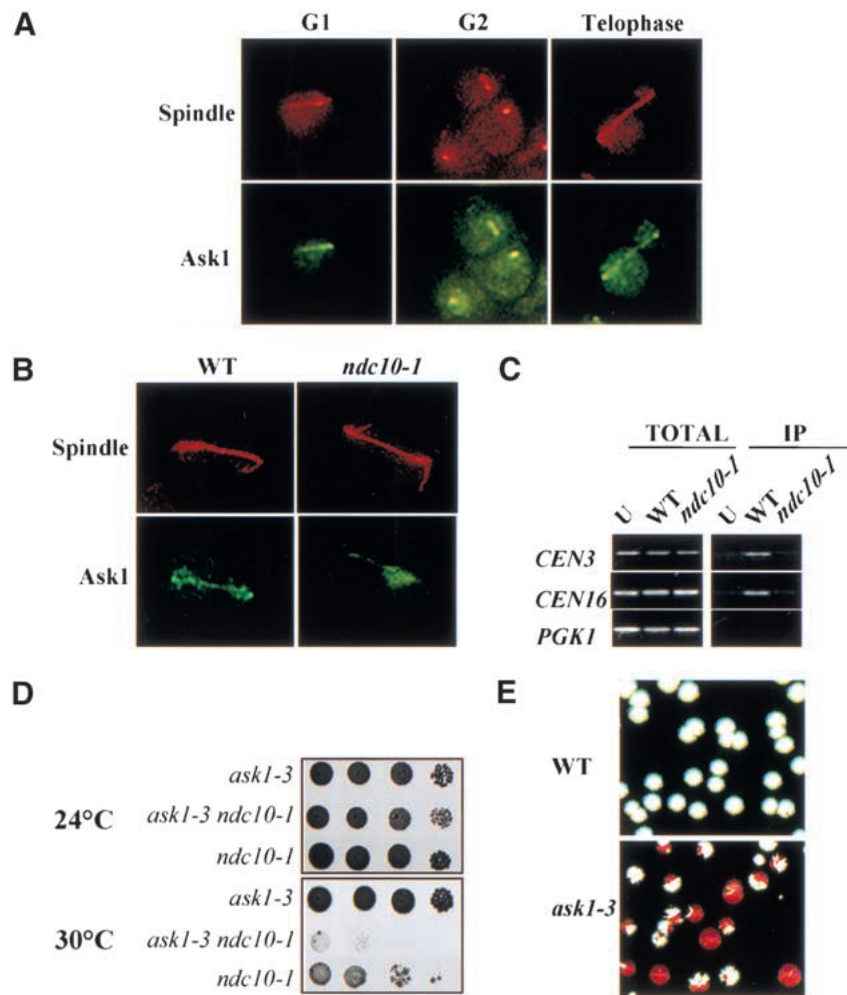 A
G1 G2 Telophase
Spindle
Ask1
B
WT ndc10-1
Spindle
Ask1
C
TOTAL IP
U WT ndc10-1 U WT ndc10-1
CEN3
CEN16
PGK1
D
24°C
ask1-3
ask1-3 ndc10-1
ndc10-1
30°C
ask1-3
ask1-3 ndc10-1
ndc10-1
E
WT
ask1-3